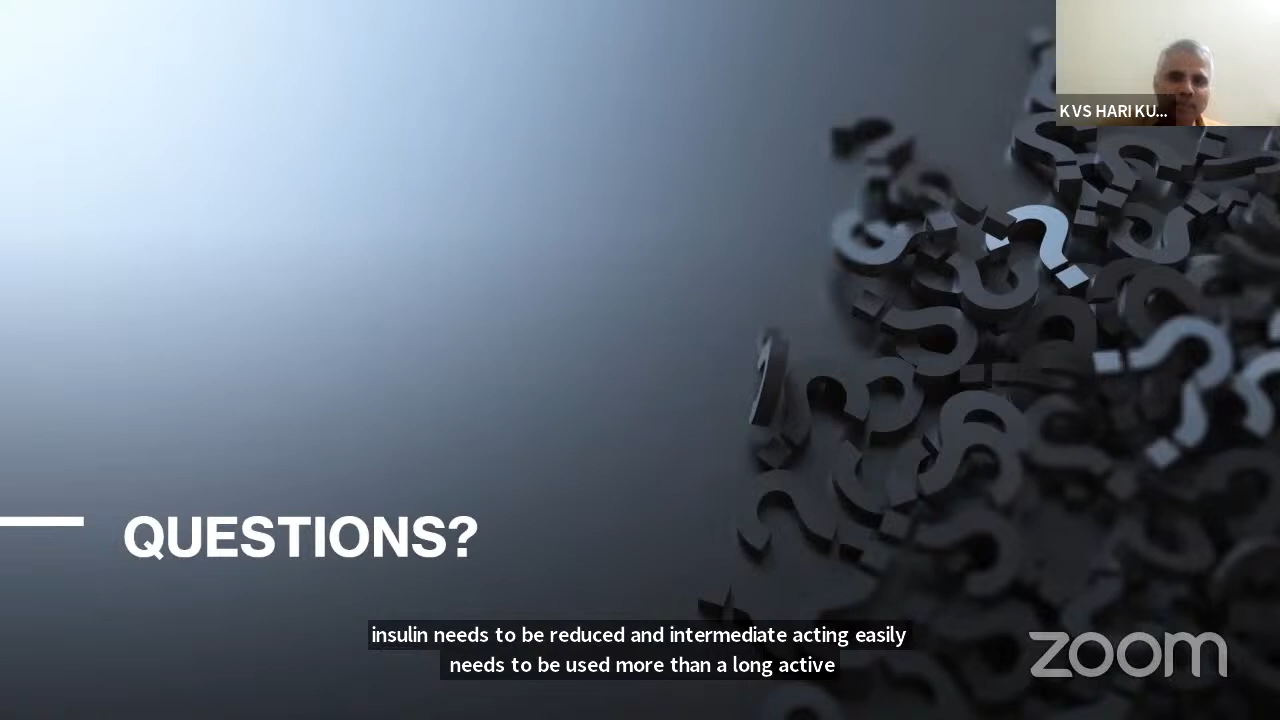 K VS HARI KU...
QUESTIONS?
insulin needs to be reduced and intermediate acting easily
needs to be used more than a long active
zoom